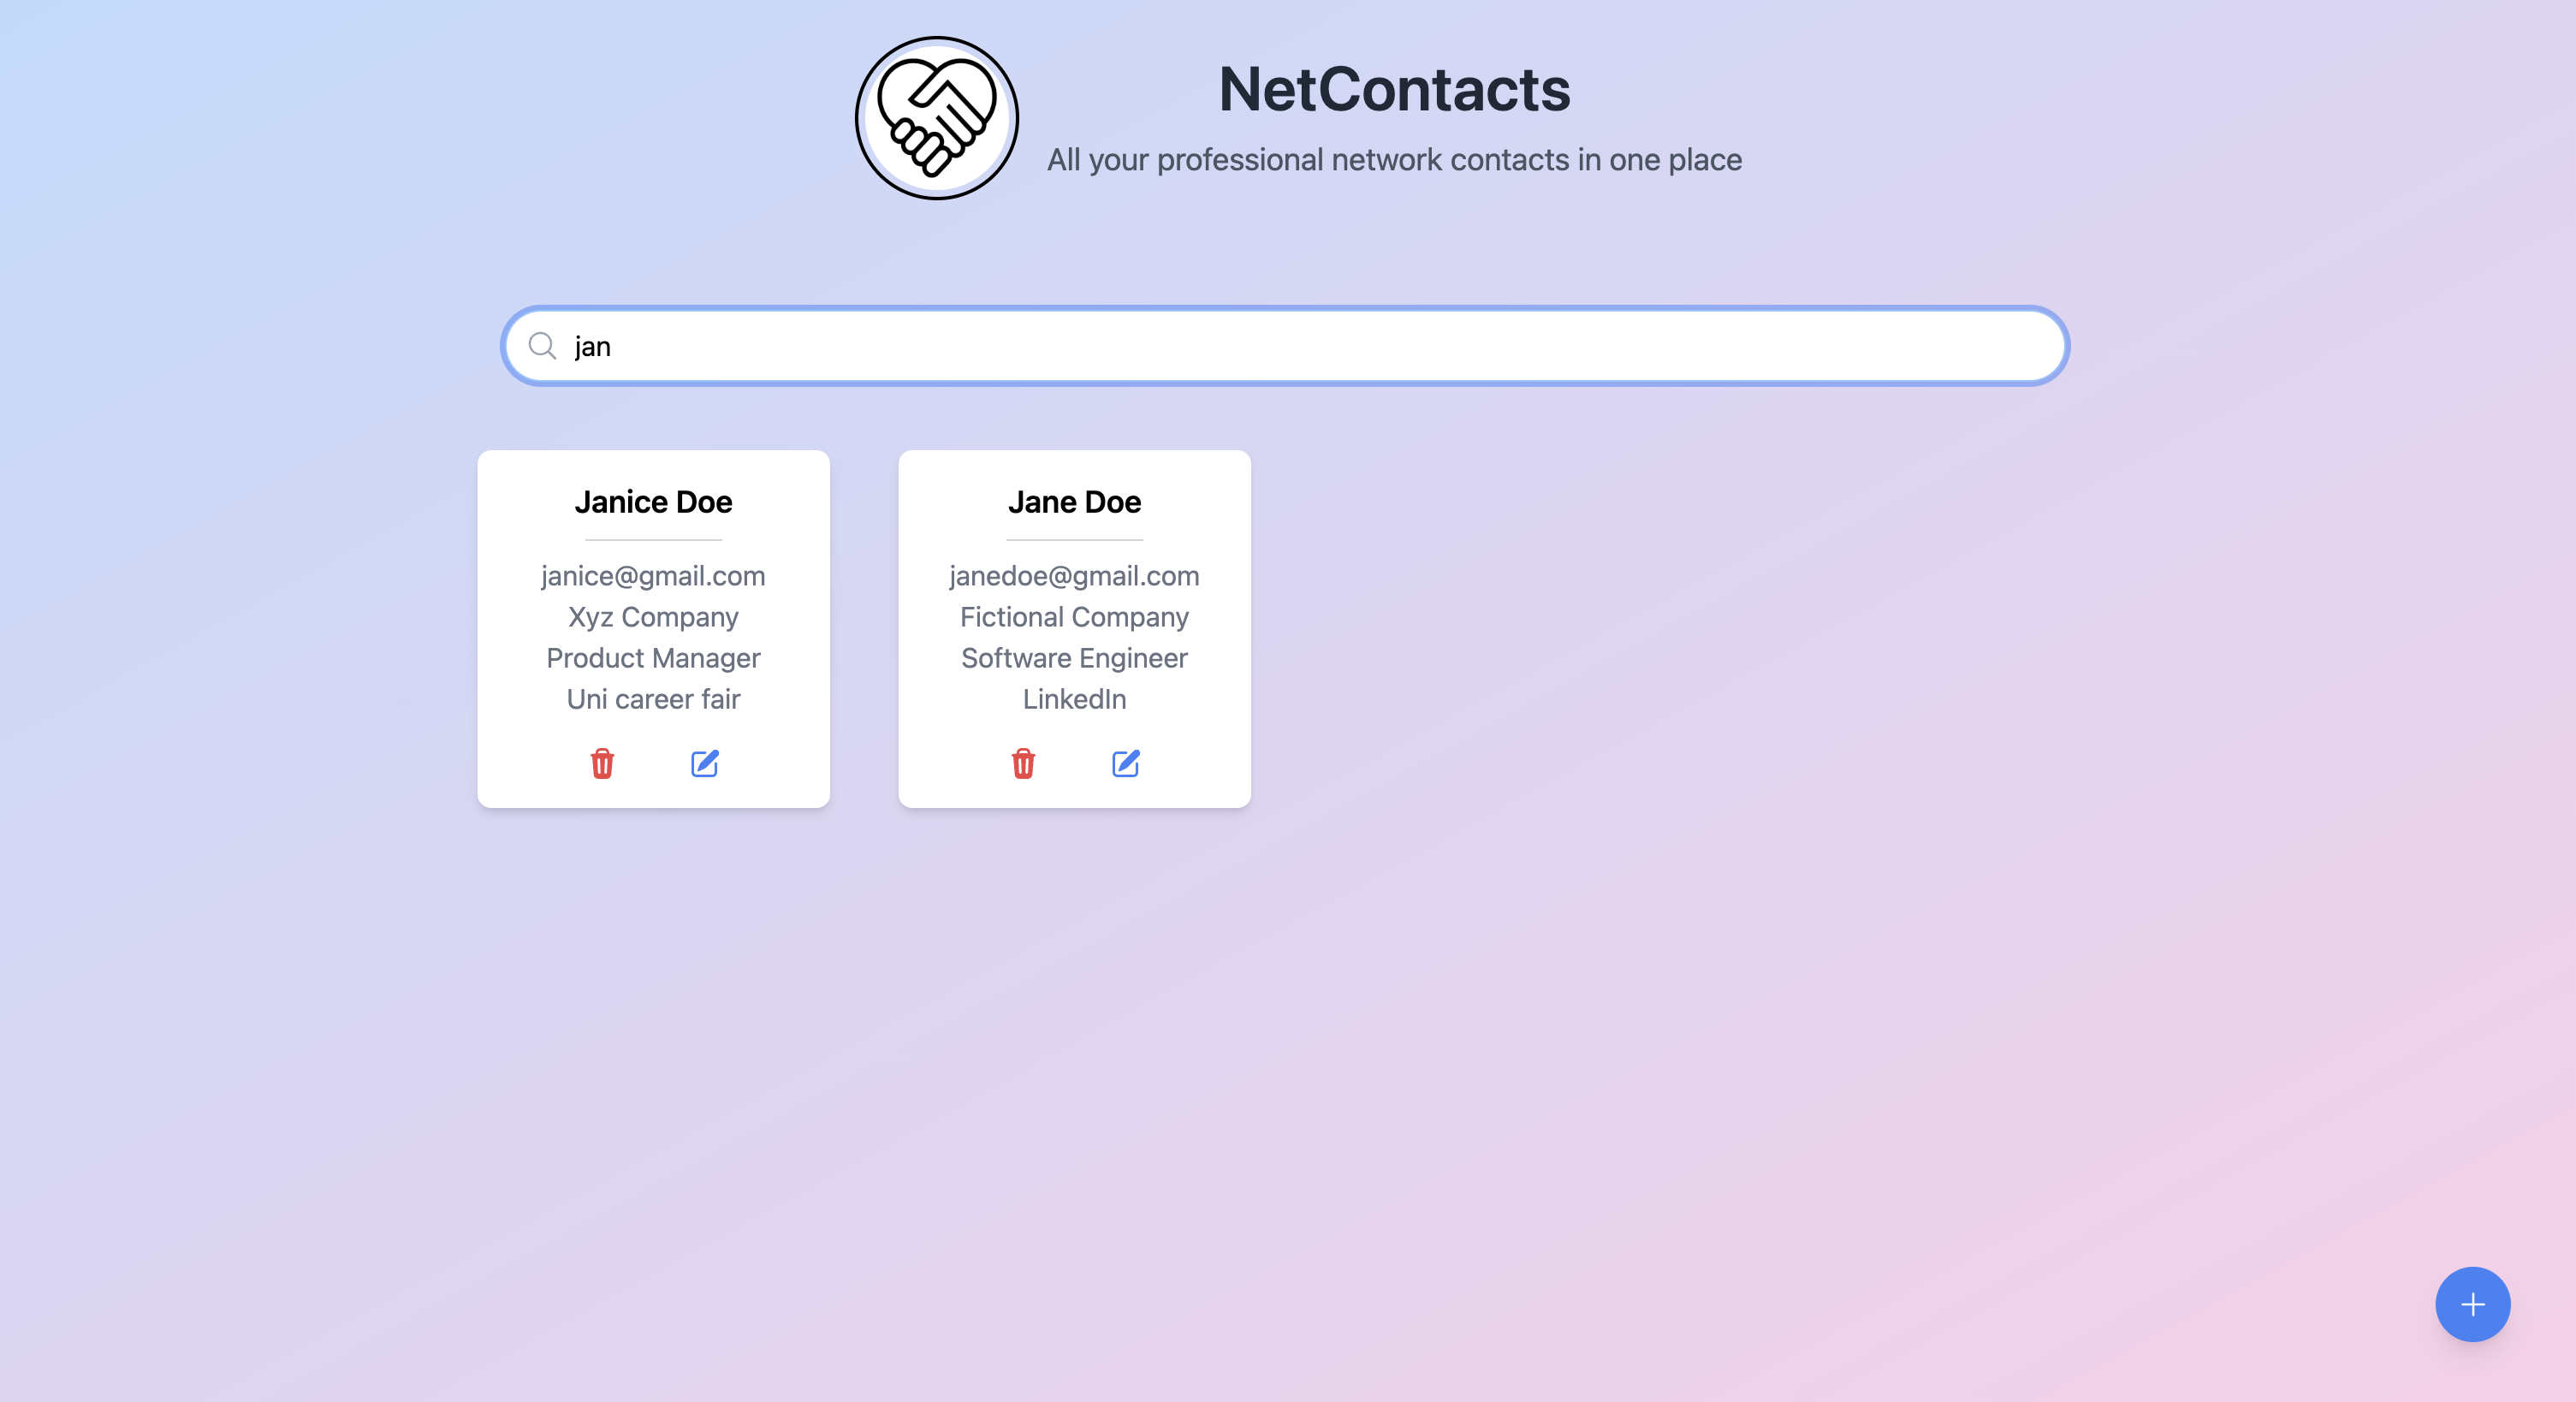 NetContacts
All your professional network contacts in one place
jan
Janice Doe
janice@gmail.com
Xyz Company
Product Manager
Uni career fair
Jane Doe
janedoe@gmail.com
Fictional Company
Software Engineer
LinkedIn